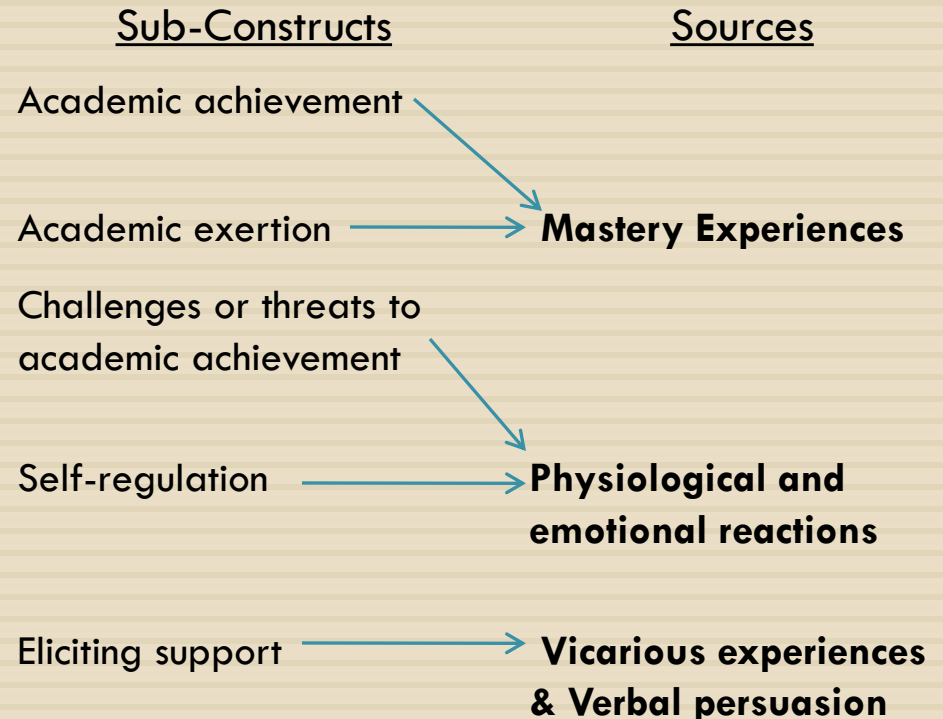 Sub-Constructs Sources
Academic achievement
Academic exertion Mastery Experiences
Challenges or threats to
academic achievement
Self-regulation Physiological and
emotional reactions
Eliciting support Vicarious experiences
& Verbal persuasion